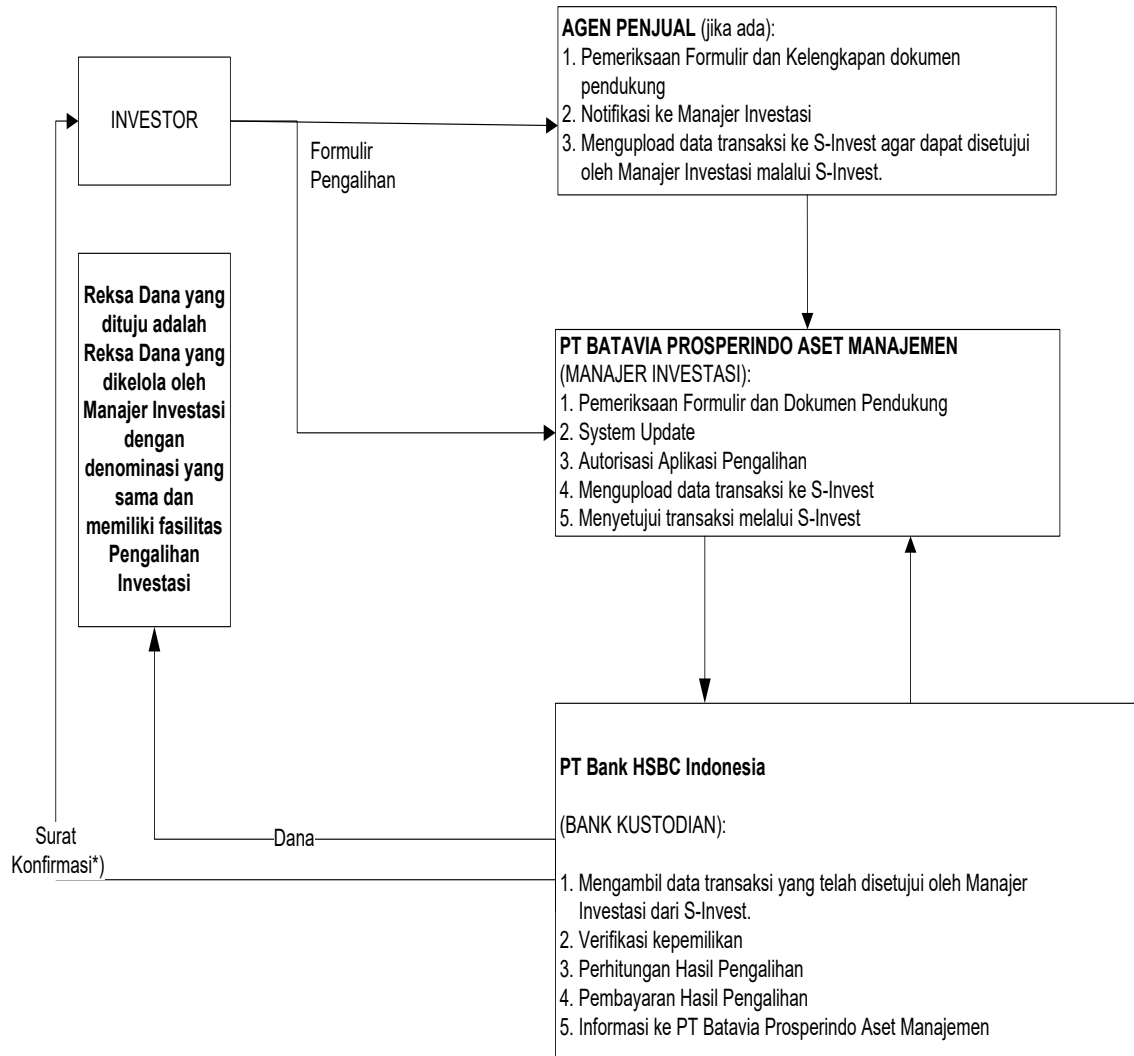 AGEN PENJUAL (jika ada):
1. Pemeriksaan Formulir dan Kelengkapan dokumen
pendukung
2. Notifikasi ke Manajer Investasi
3. Mengupload data transaksi ke S-Invest agar dapat disetujui
oleh Manajer Investasi malalui S-Invest.
INVESTOR
Formulir
Pengalihan
Reksa Dana yang
dituju adalah
Reksa Dana yang
dikelola oleh
Manajer Investasi
dengan
denominasi yang
sama dan
memiliki fasilitas
Pengalihan
Investasi
PT BATAVIA PROSPERINDO ASET MANAJEMEN
(MANAJER INVESTASI):
1. Pemeriksaan Formulir dan Dokumen Pendukung
2. System Update
3. Autorisasi Aplikasi Pengalihan
4. Mengupload data transaksi ke S-Invest
5. Menyetujui transaksi melalui S-Invest
Surat
Konfirmasi*)
Dana
PT Bank HSBC Indonesia
(BANK KUSTODIAN):
1. Mengambil data transaksi yang telah disetujui oleh Manajer
Investasi dari S-Invest.
2. Verifikasi kepemilikan
3. Perhitungan Hasil Pengalihan
4. Pembayaran Hasil Pengalihan
5. Informasi ke PT Batavia Prosperindo Aset Manajemen